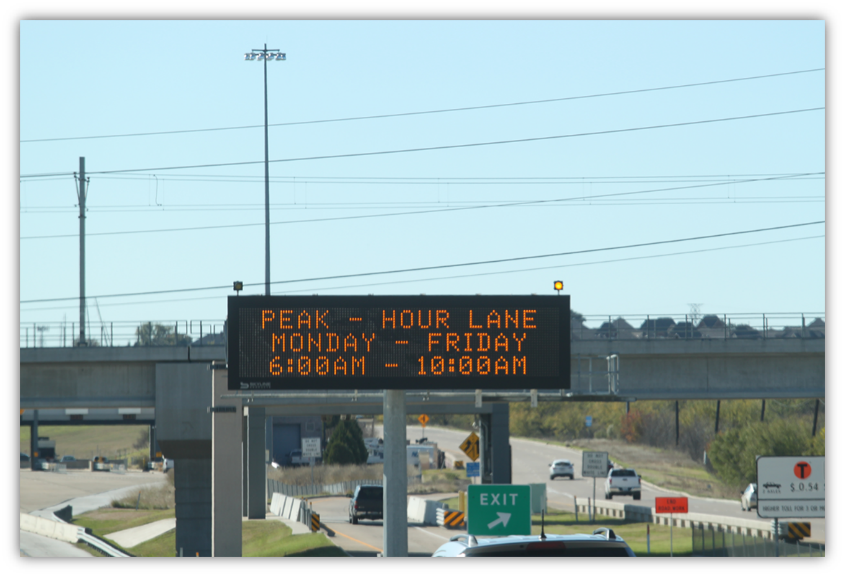 PEAK - HOUR LANE
MONDAY - FRIDAY
6:00AM - 10:00AM
EXIT
T
$ 0.54